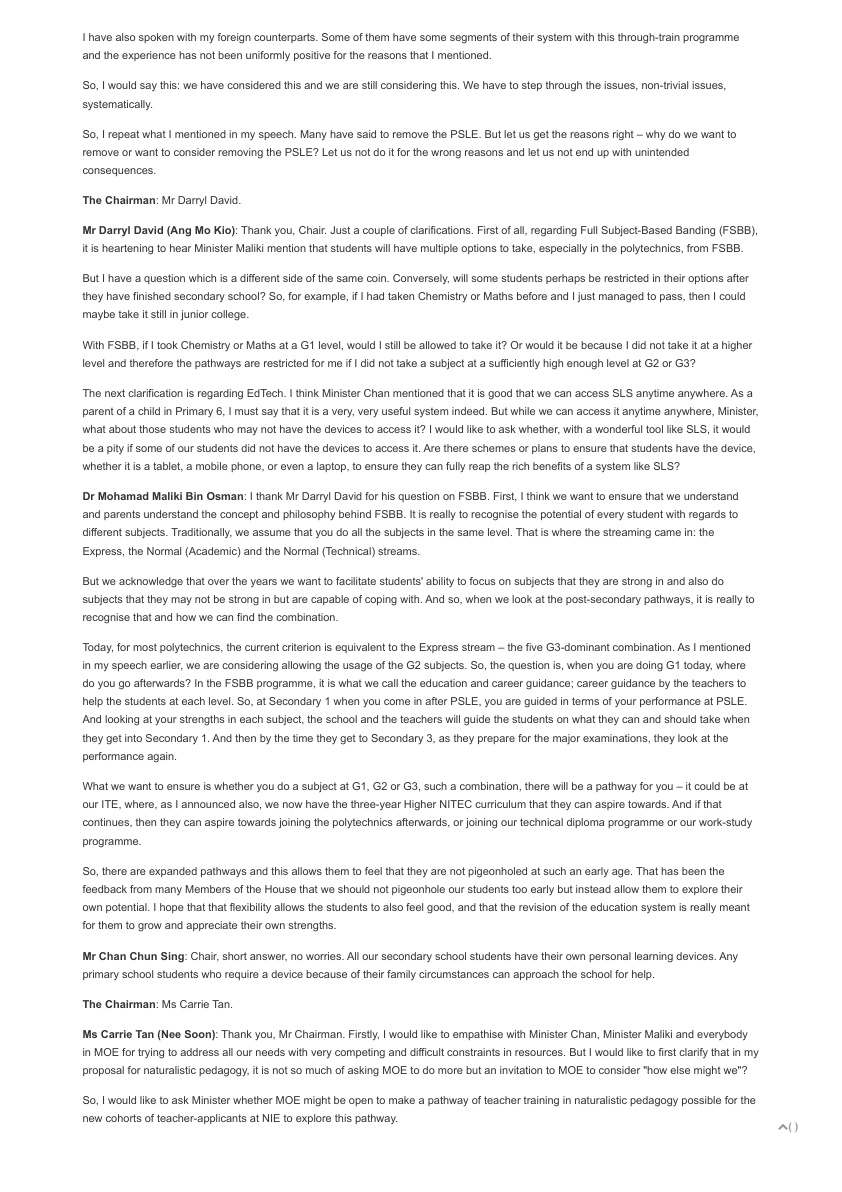 I have also spoken with my foreign counterparts. Some of them have some segments of their system with this through-train programme
and the experience has not been uniformly positive for the reasons that I mentioned.
So, I would say this: we have considered this and we are still considering this. We have to step through the issues, non-trivial issues,
systematically.
So, I repeat what I mentioned in my speech. Many have said to remove the PSLE. But let us get the reasons right – why do we want to
remove or want to consider removing the PSLE? Let us not do it for the wrong reasons and let us not end up with unintended
consequences.
The Chairman: Mr Darryl David.
Mr Darryl David (Ang Mo Kio): Thank you, Chair. Just a couple of clarifications. First of all, regarding Full Subject-Based Banding (FSBB),
it is heartening to hear Minister Maliki mention that students will have multiple options to take, especially in the polytechnics, from FSBB.
But I have a question which is a different side of the same coin. Conversely, will some students perhaps be restricted in their options after
they have finished secondary school? So, for example, if I had taken Chemistry or Maths before and I just managed to pass, then I could
maybe take it still in junior college.
With FSBB, if I took Chemistry or Maths at a G1 level, would I still be allowed to take it? Or would it be because I did not take it at a higher
level and therefore the pathways are restricted for me if I did not take a subject at a sufficiently high enough level at G2 or G3?
The next clarification is regarding EdTech. I think Minister Chan mentioned that it is good that we can access SLS anytime anywhere. As a
parent of a child in Primary 6, I must say that it is a very, very useful system indeed. But while we can access it anytime anywhere, Minister,
what about those students who may not have the devices to access it? I would like to ask whether, with a wonderful tool like SLS, it would
be a pity if some of our students did not have the devices to access it. Are there schemes or plans to ensure that students have the device,
whether it is a tablet, a mobile phone, or even a laptop, to ensure they can fully reap the rich benefits of a system like SLS?
Dr Mohamad Maliki Bin Osman: I thank Mr Darryl David for his question on FSBB. First, I think we want to ensure that we understand
and parents understand the concept and philosophy behind FSBB. It is really to recognise the potential of every student with regards to
different subjects. Traditionally, we assume that you do all the subjects in the same level. That is where the streaming came in: the
Express, the Normal (Academic) and the Normal (Technical) streams.
But we acknowledge that over the years we want to facilitate students' ability to focus on subjects that they are strong in and also do
subjects that they may not be strong in but are capable of coping with. And so, when we look at the post-secondary pathways, it is really to
recognise that and how we can find the combination.
Today, for most polytechnics, the current criterion is equivalent to the Express stream – the five G3-dominant combination. As I mentioned
in my speech earlier, we are considering allowing the usage of the G2 subjects. So, the question is, when you are doing G1 today, where
do you go afterwards? In the FSBB programme, it is what we call the education and career guidance; career guidance by the teachers to
help the students at each level. So, at Secondary 1 when you come in after PSLE, you are guided in terms of your performance at PSLE.
And looking at your strengths in each subject, the school and the teachers will guide the students on what they can and should take when
they get into Secondary 1. And then by the time they get to Secondary 3, as they prepare for the major examinations, they look at the
performance again.
What we want to ensure is whether you do a subject at G1, G2 or G3, such a combination, there will be a pathway for you – it could be at
our ITE, where, as I announced also, we now have the three-year Higher NITEC curriculum that they can aspire towards. And if that
continues, then they can aspire towards joining the polytechnics afterwards, or joining our technical diploma programme or our work-study
programme.
So, there are expanded pathways and this allows them to feel that they are not pigeonholed at such an early age. That has been the
feedback from many Members of the House that we should not pigeonhole our students too early but instead allow them to explore their
own potential. I hope that that flexibility allows the students to also feel good, and that the revision of the education system is really meant
for them to grow and appreciate their own strengths.
Mr Chan Chun Sing: Chair, short answer, no worries. All our secondary school students have their own personal learning devices. Any
primary school students who require a device because of their family circumstances can approach the school for help.
The Chairman: Ms Carrie Tan.
Ms Carrie Tan (Nee Soon): Thank you, Mr Chairman. Firstly, I would like to empathise with Minister Chan, Minister Maliki and everybody
in MOE for trying to address all our needs with very competing and difficult constraints in resources. But I would like to first clarify that in my
proposal for naturalistic pedagogy, it is not so much of asking MOE to do more but an invitation to MOE to consider "how else might we"?
So, I would like to ask Minister whether MOE might be open to make a pathway of teacher training in naturalistic pedagogy possible for the
new cohorts of teacher-applicants at NIE to explore this pathway.
( )